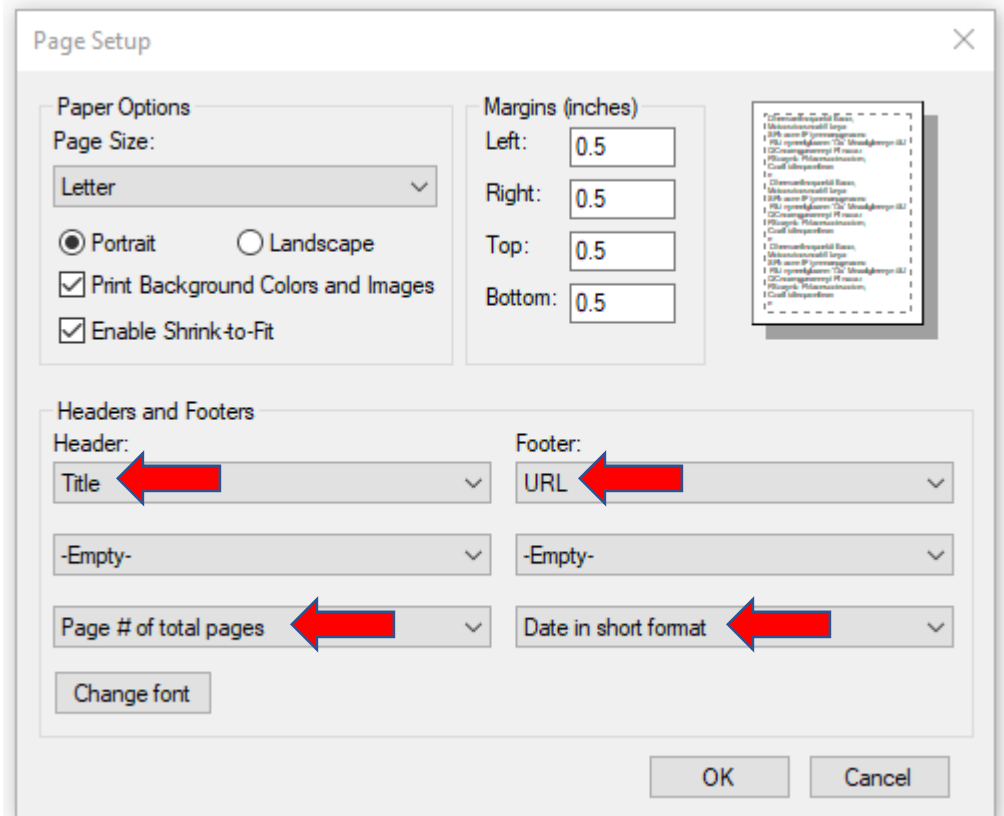 Page Setup
Paper Options
Page Size:
Letter
Portrait
Landscape
Print Background Colors and Images
Enable Shrink-to-Fit
Margins (inches)
Left:
0.5
Right:
0.5
Top:
0.5
Bottom:
0.5
Headers and Footers
Header:
Footer:
Title
URL
-Empty-
-Empty-
Page # of total pages
Date in short format
Change font
OK
Cancel